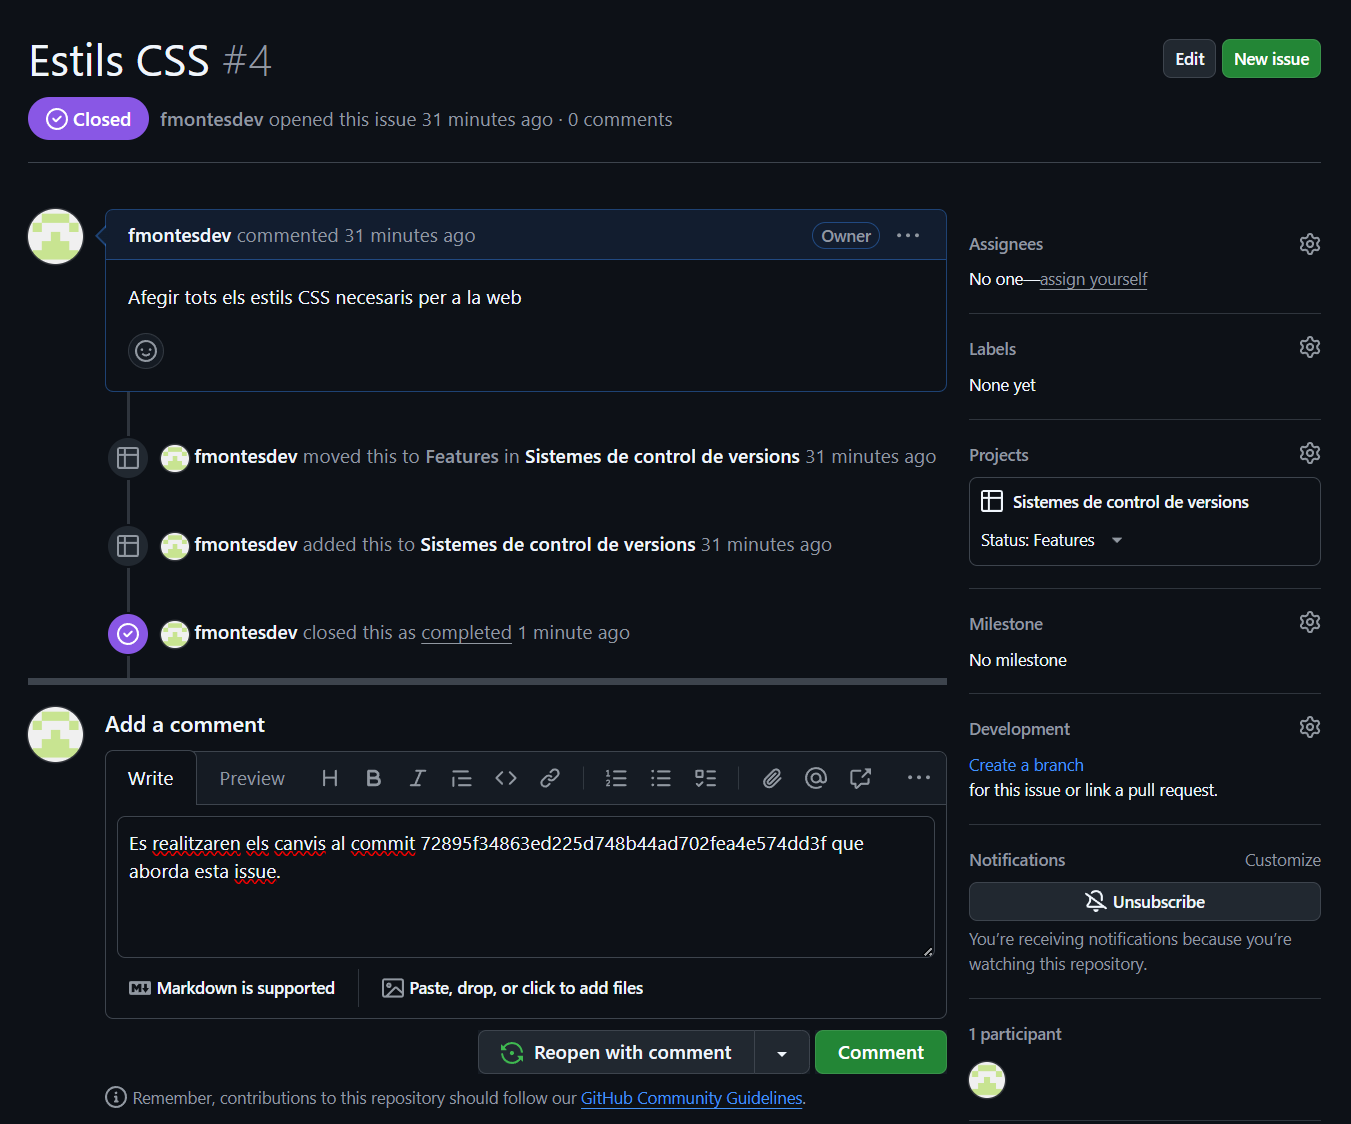 Estils CSS #4
Edit
New issue
Closed
fmontesdev opened this issue 31 minutes ago · 0 comments
fmontesdev commented 31 minutes ago
Owner
Afegir tots els estils CSS necesaris per a la web
fmontesdev moved this to Features in Sistemes de control de versions 31 minutes ago
fmontesdev added this to Sistemes de control de versions 31 minutes ago
fmontesdev closed this as completed 1 minute ago
Add a comment
Write
Preview
Es realitzaren els canvis al commit 72895f34863ed225d748b44ad702fea4e574dd3f que
aborda esta issue.
Markdown is supported
Paste, drop, or click to add files
Reopen with comment
Comment
Remember, contributions to this repository should follow our GitHub Community Guidelines.
Assignees
No one—assign yourself
Labels
None yet
Projects
Sistemes de control de versions
Status: Features
Milestone
No milestone
Development
Create a branch
for this issue or link a pull request.
Notifications
Customize
Unsubscribe
You're receiving notifications because you're
watching this repository.
1 participant